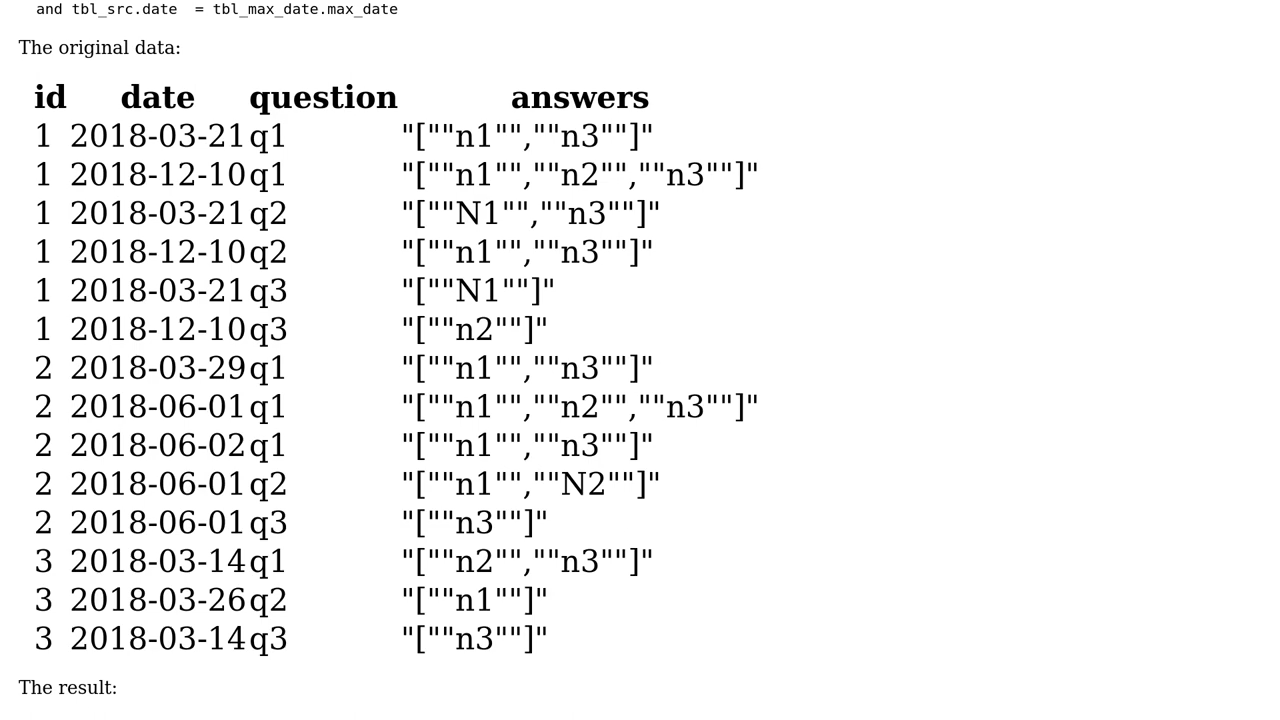 and tbl_src.date  = tbl_max_date.max_date
The original data:
id date question answers
1 2018-03-21 q1 "[""n1"",""n3""]"
1 2018-12-10 q1 "[""n1"",""n2"",""n3""]"
1 2018-03-21 q2 "[""N1"",""n3""]"
1 2018-12-10 q2 "[""n1"",""n3""]"
1 2018-03-21 q3 "[""N1""]"
1 2018-12-10 q3 "[""n2""]"
2 2018-03-29 q1 "[""n1"",""n3""]"
2 2018-06-01 q1 "[""n1"",""n2"",""n3""]"
2 2018-06-02 q1 "[""n1"",""n3""]"
2 2018-06-01 q2 "[""n1"",""N2""]"
2 2018-06-01 q3 "[""n3""]"
3 2018-03-14 q1 "[""n2"",""n3""]"
3 2018-03-26 q2 "[""n1""]"
3 2018-03-14 q3 "[""n3""]"
The result: